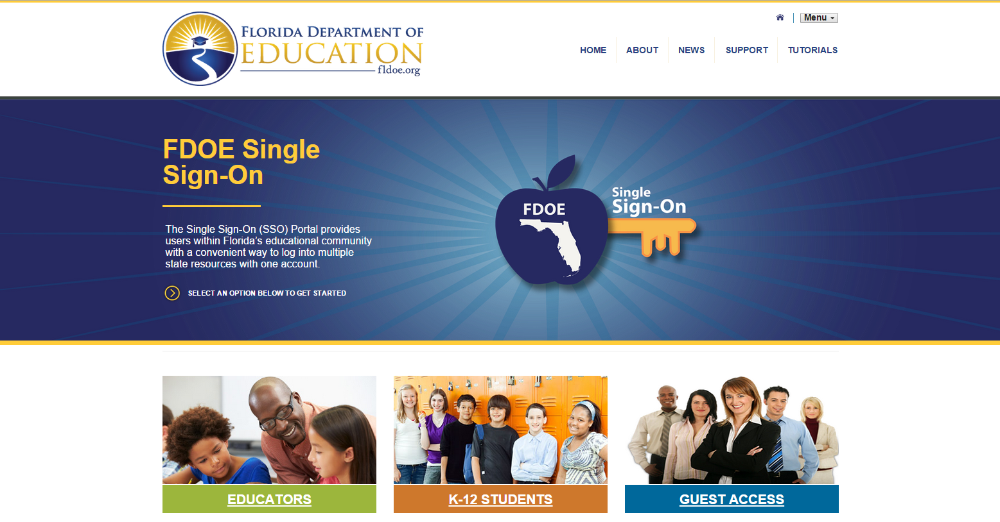 FLORIDA DEPARTMENT OF
EDUCATION
fldoe.org
Menu
HOME
ABOUT
NEWS
SUPPORT
TUTORIALS
FDOE Single
Sign-On
The Single Sign-On (SSO) Portal provides
users within Florida’s educational community
with a convenient way to log into multiple
state resources with one account.
SELECT AN OPTION BELOW TO GET STARTED
FDOE
Single
Sign-On
EDUCATORS
K-12 STUDENTS
GUEST ACCESS